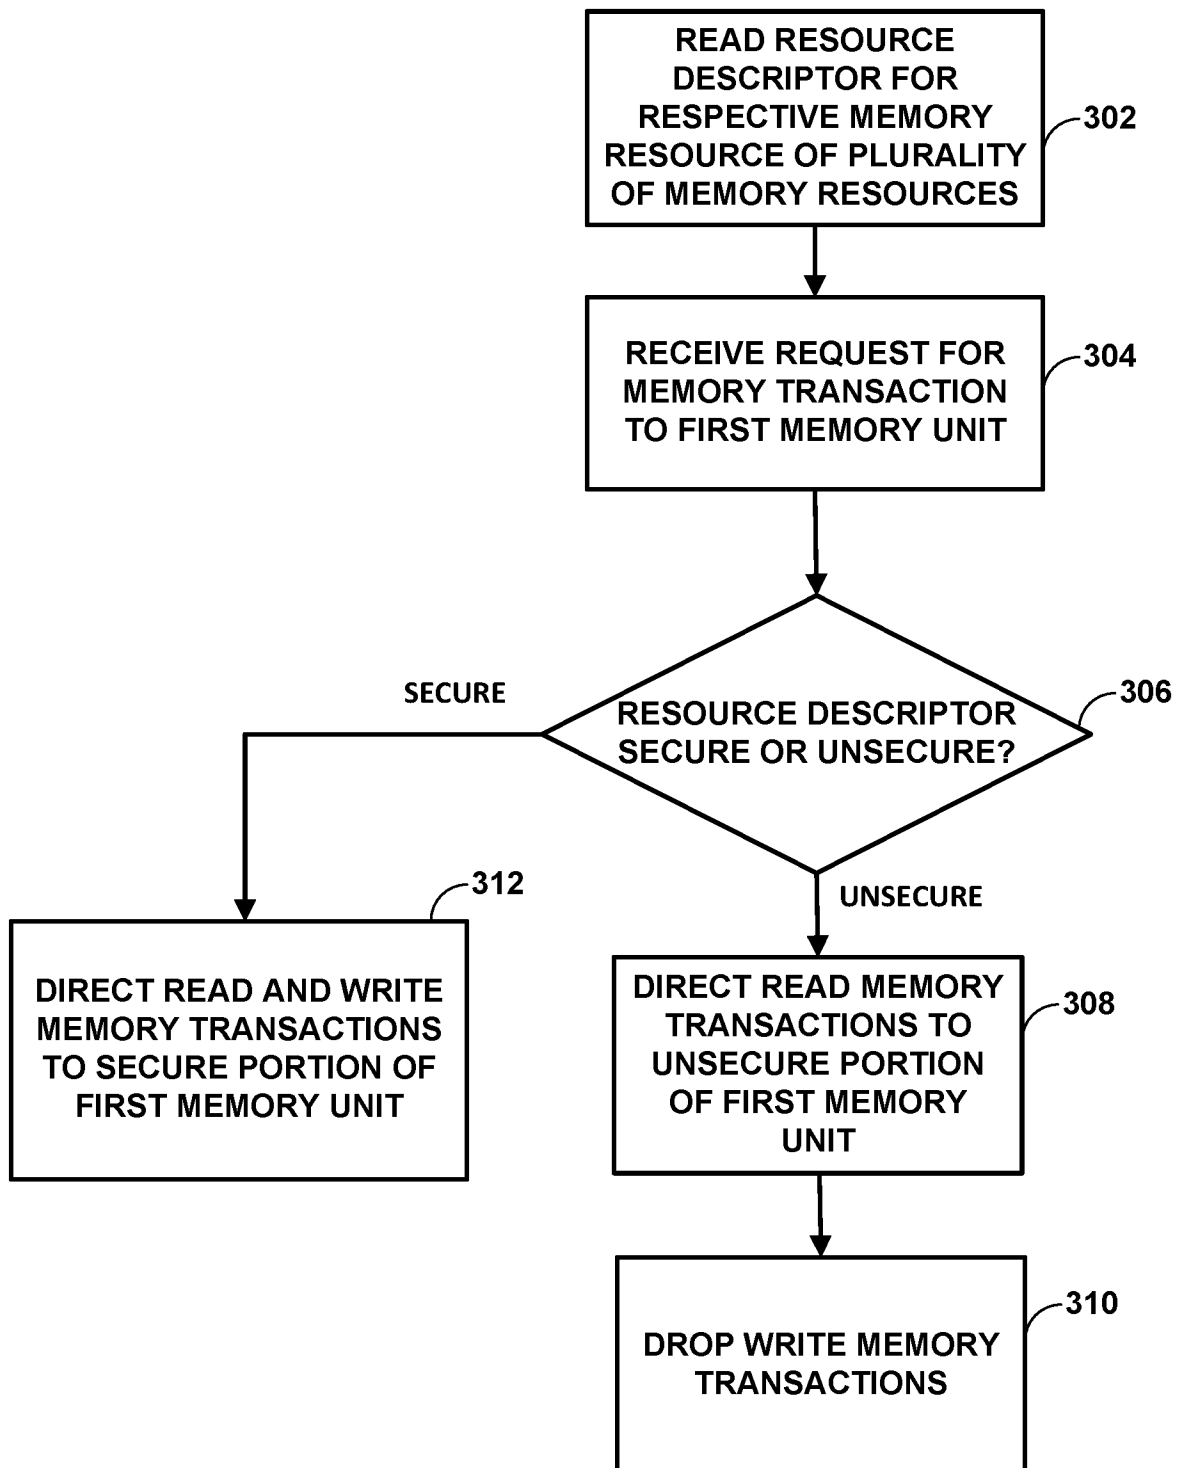 READ RESOURCE
DESCRIPTOR FOR
RESPECTIVE MEMORY
RESOURCE OF PLURALITY
OF MEMORY RESOURCES
302
RECEIVE REQUEST FOR
MEMORY TRANSACTION
TO FIRST MEMORY UNIT
304
RESOURCE DESCRIPTOR
SECURE OR UNSECURE?
306
SECURE
UNSECURE
312
DIRECT READ AND WRITE
MEMORY TRANSACTIONS
TO SECURE PORTION OF
FIRST MEMORY UNIT
DIRECT READ MEMORY
TRANSACTIONS TO
UNSECURE PORTION
OF FIRST MEMORY
UNIT
308
DROP WRITE MEMORY
TRANSACTIONS
310